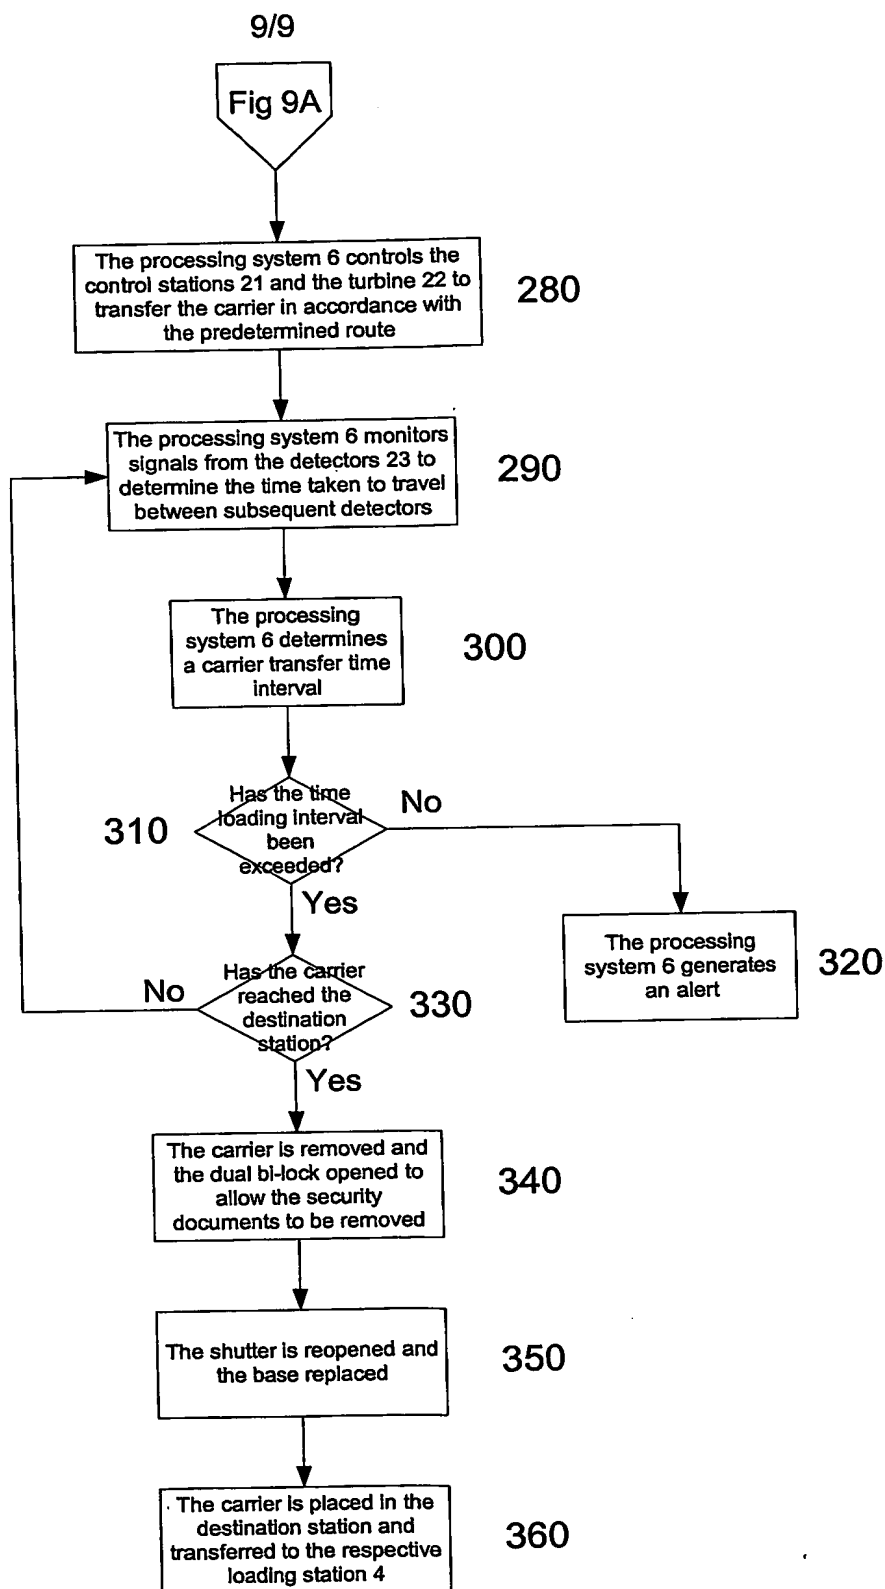 9/9
Fig 9A
The processing system 6 controls the
control stations 21 and the turbine 22 to
transfer the carrier in accordance with
the predetermined route
280
The processing system 6 monitors
signals from the detectors 23 to
determine the time taken to travel
between subsequent detectors
290
The processing
system 6 determines
a carrier transfer time
interval
300
310
Has the time
loading interval
been
exceeded?
No
Yes
The processing
system 6 generates
an alert
320
No
Has the carrier
reached the
destination
station?
330
Yes
The carrier is removed and
the dual bi-lock opened to
allow the security
documents to be removed
340
The shutter is reopened and
the base replaced
350
The carrier is placed in the
destination station and
transferred to the respective
loading station 4
360